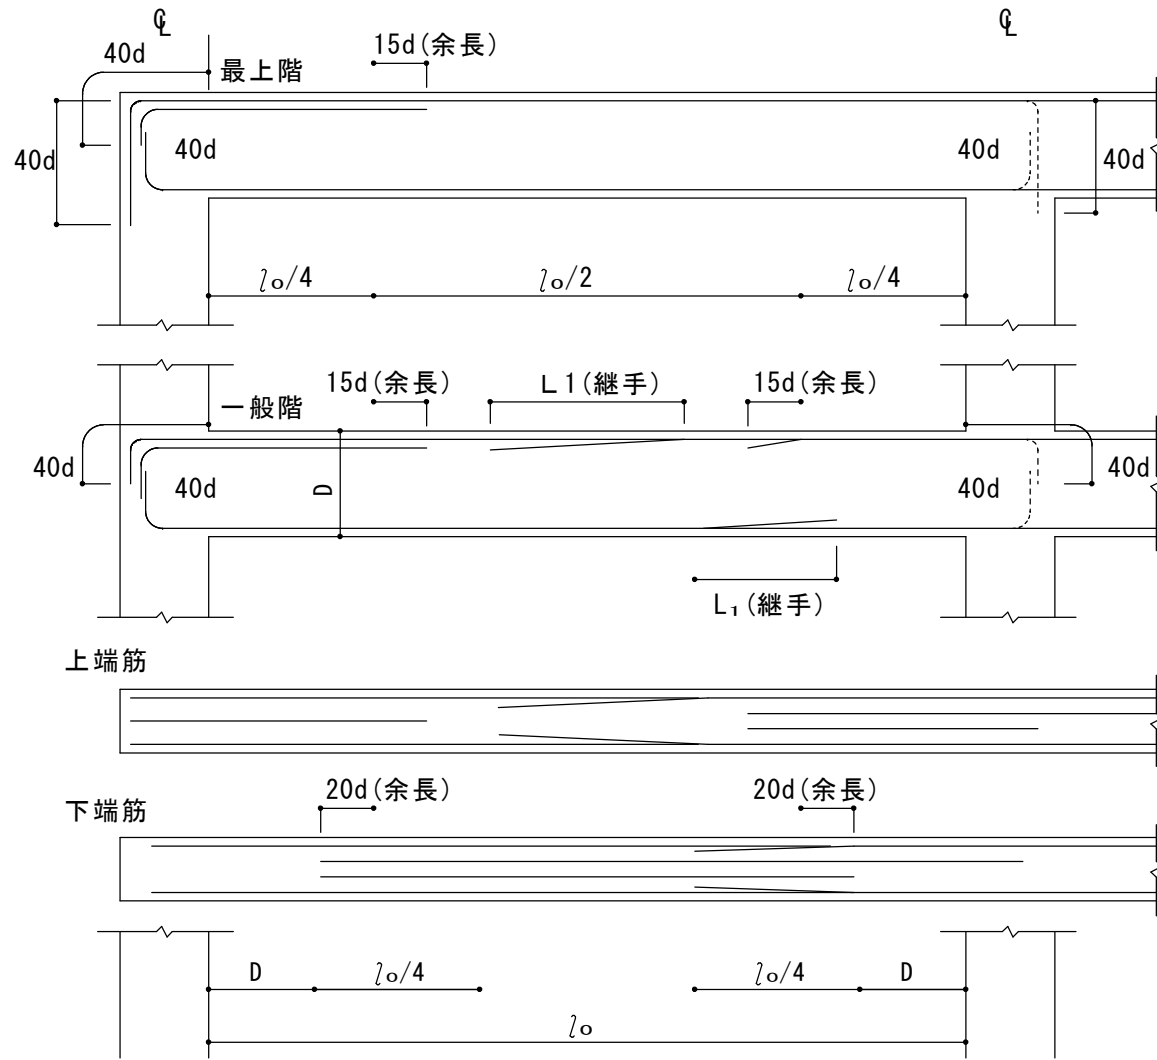 ℄ ℄
40d 15d(余長)
最上階
40d 40d 40d 40d
lo/4 lo/2 lo/4
15d(余長) L1(継手) 15d(余長)
一般階
40d 40d D 40d 40d
L₁(継手)
上端筋
20d(余長) 20d(余長)
下端筋
D lo/4 lo/4 D
lo